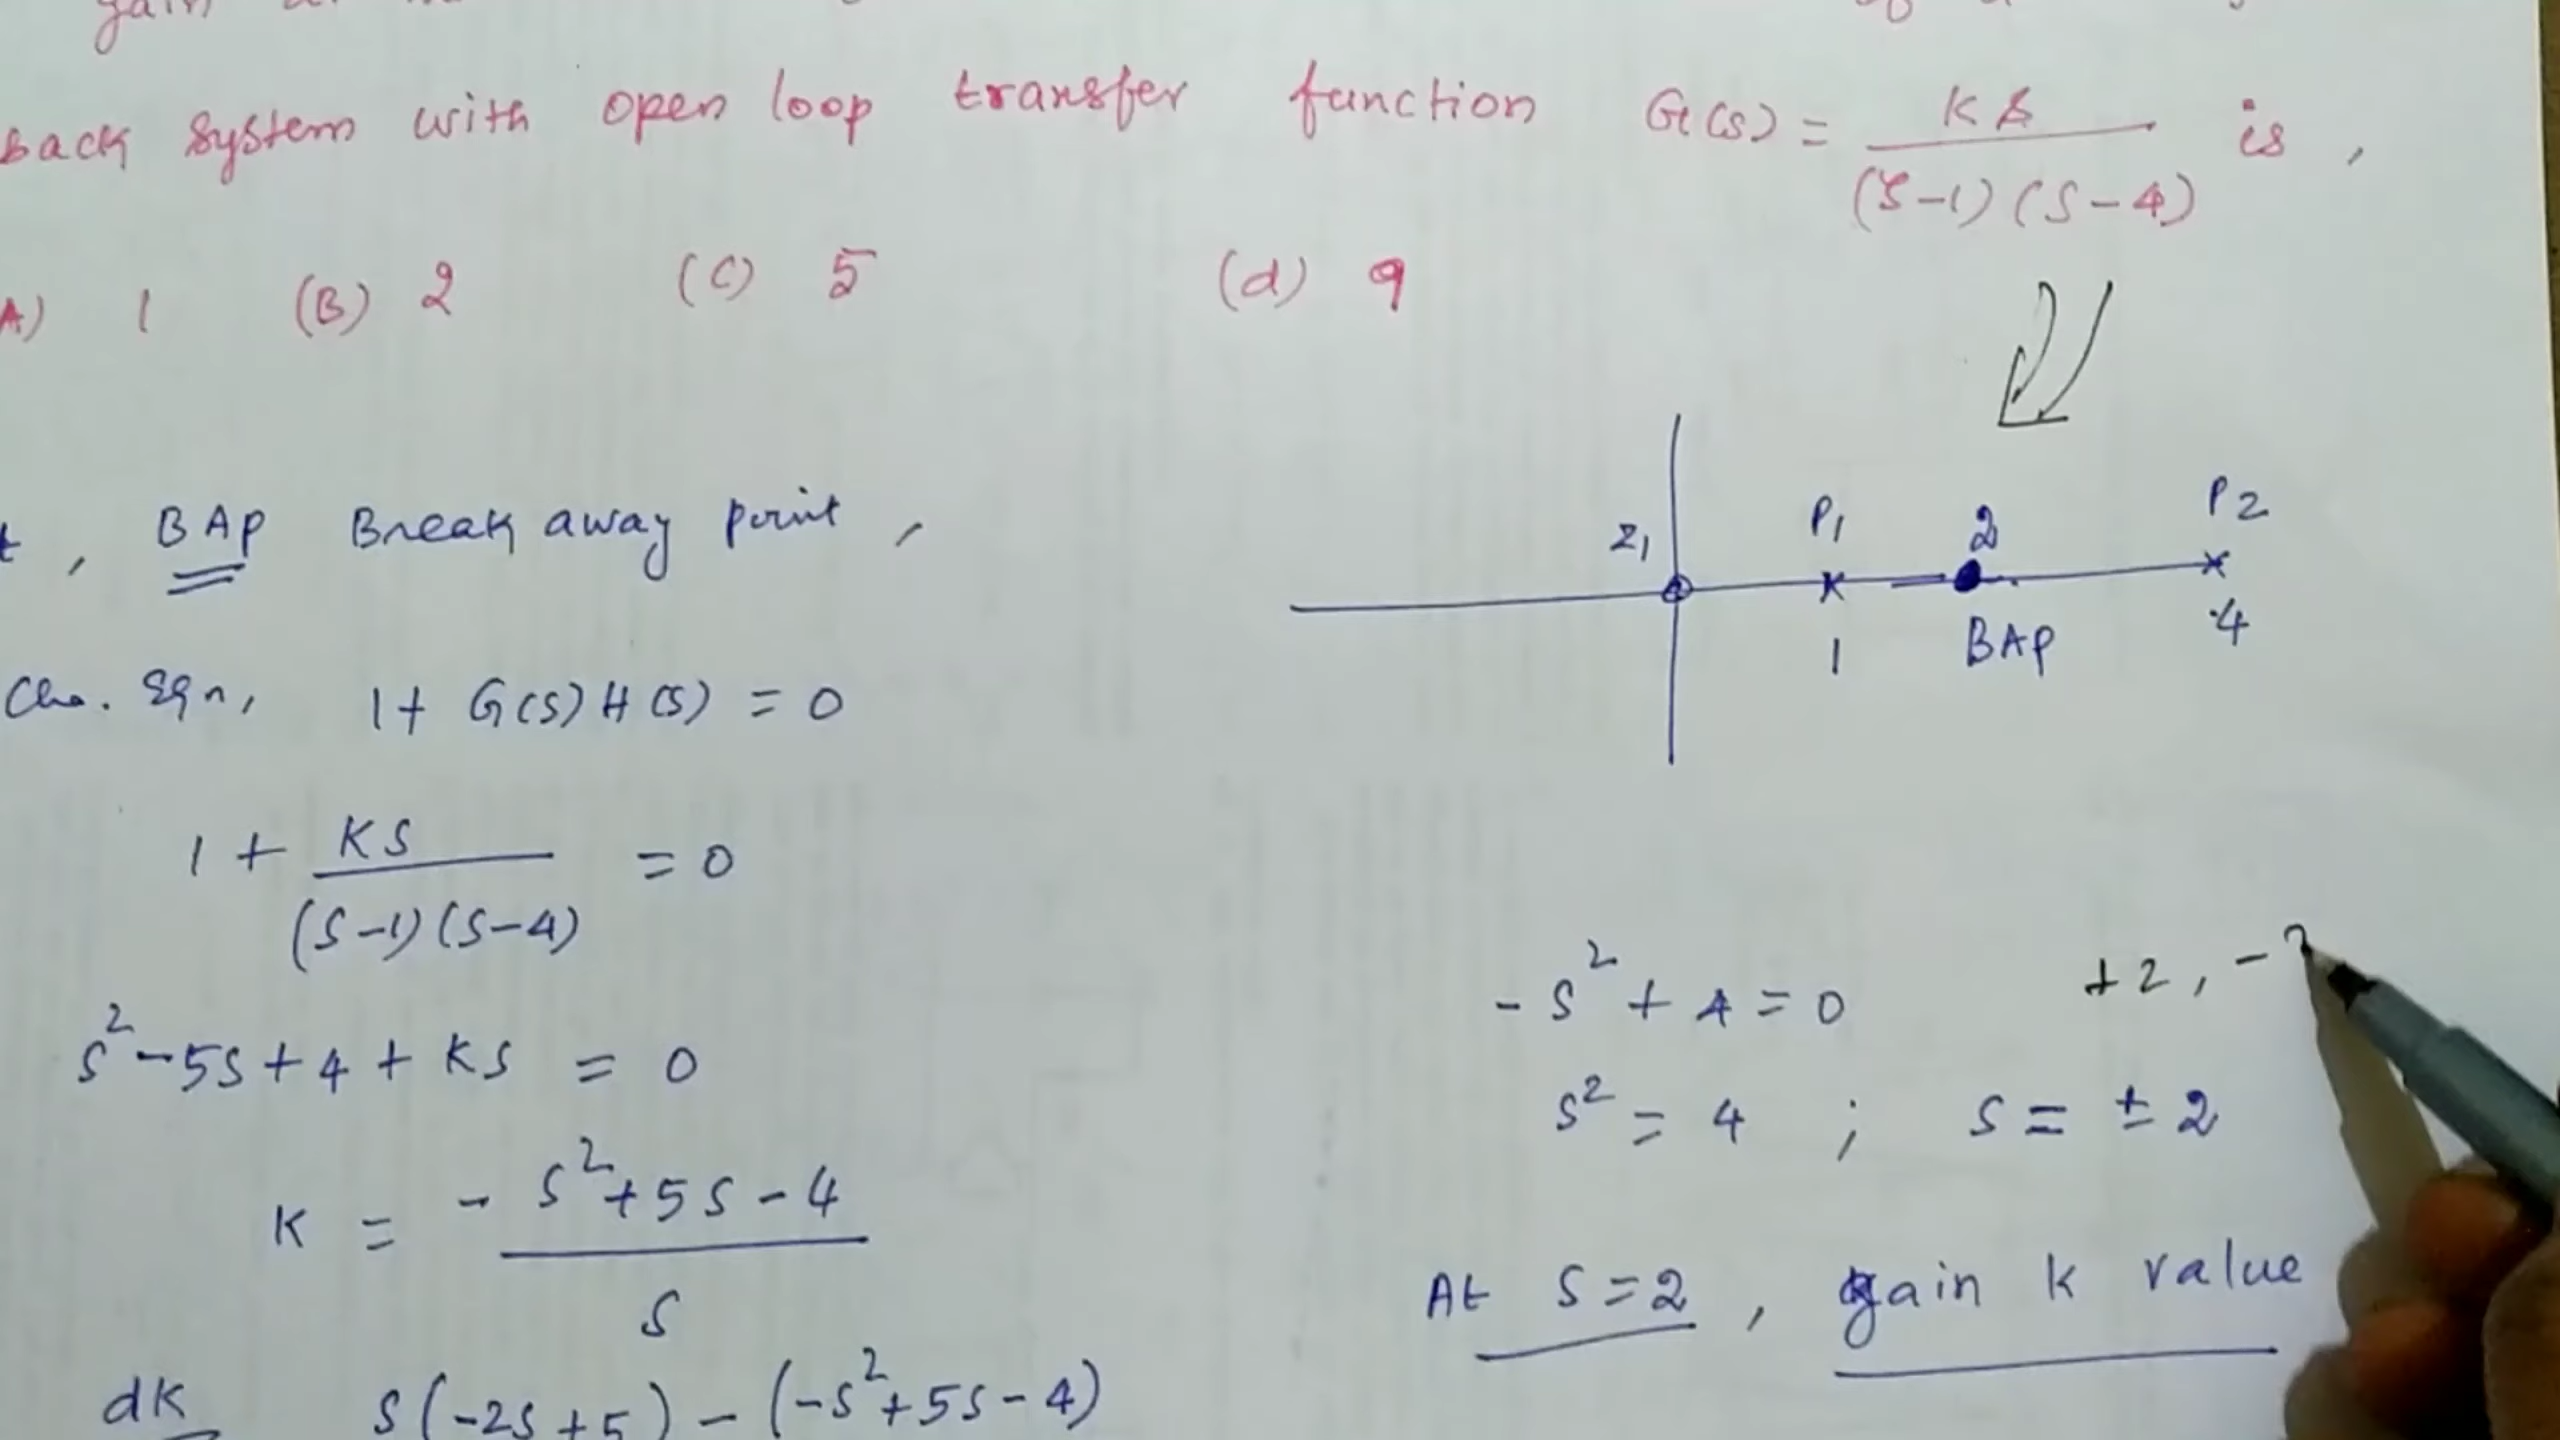 gain
back system with open loop transfer function G(s) = KS / (S-1)(S-4) is,
A) 1 (B) 2 (C) 5 (d) 9
t, BAP Break away point,
Z1 P1 2 P2
1 BAP 4
Cha. Eqn, 1 + G(S) H(S) = 0
1 + KS / (S-1)(S-4) = 0
-S² + 4 = 0 +2, -
S² - 5S + 4 + KS = 0
S² = 4 ; S = ± 2
K = - S² + 5S - 4 / S
At S = 2, gain k value
dK S(-2S + 5) - (-S² + 5S - 4)